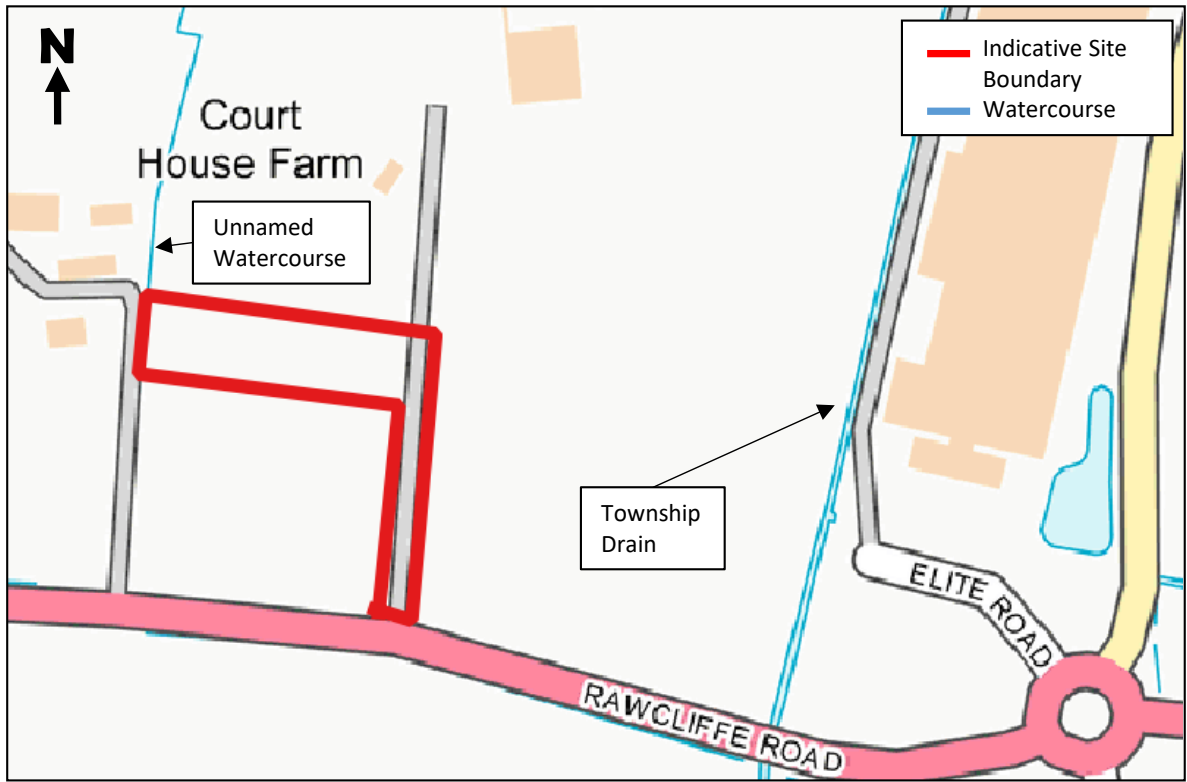 N
Indicative Site
Boundary
Watercourse
Court
House Farm
Unnamed
Watercourse
Township
Drain
ELITE ROAD
RAWCLIFFE ROAD